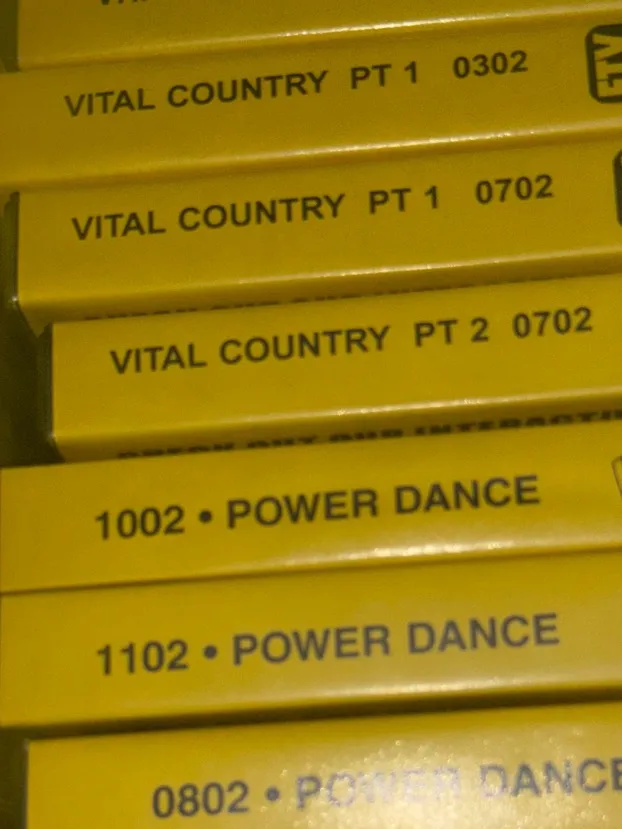 VITAL COUNTRY PT 1 0302
VITAL COUNTRY PT 1 0702
VITAL COUNTRY PT 2 0702
1002 • POWER DANCE
1102 • POWER DANCE
0802 • POWER DANCE